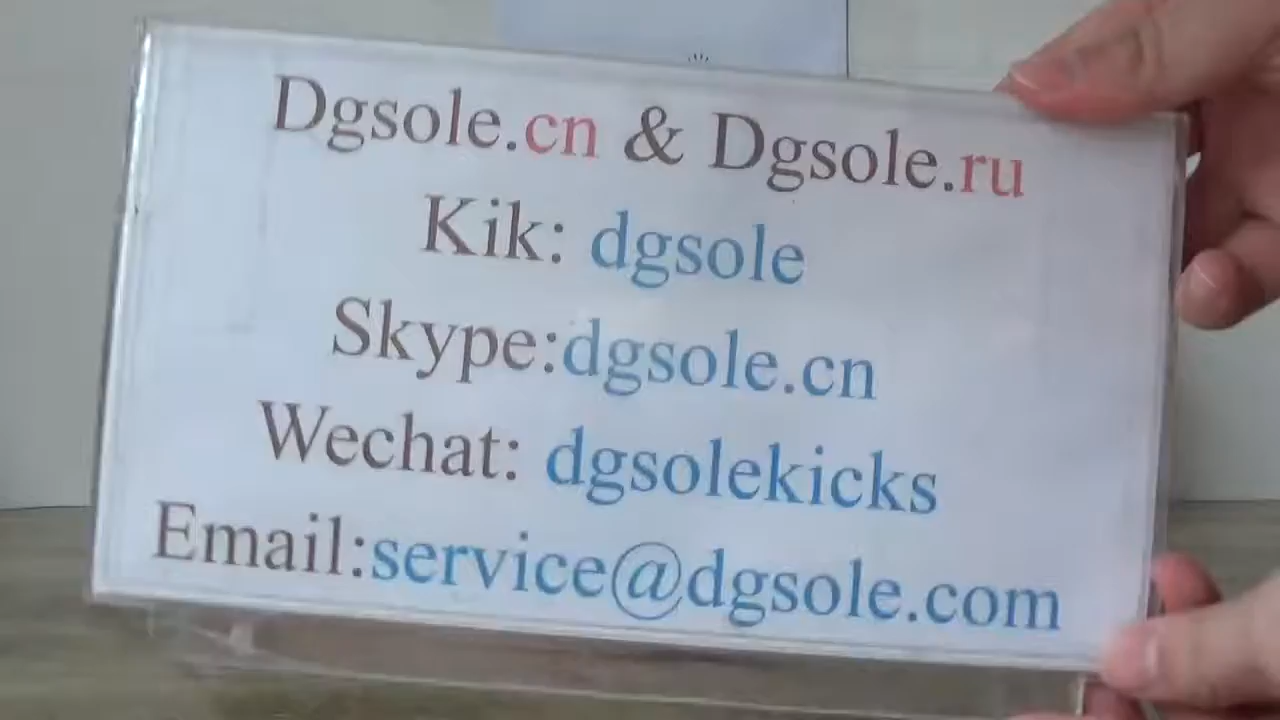 Dgsole.cn & Dgsole.ru
Kik: dgsole
Skype:dgsole.cn
Wechat: dgsolekicks
Email:service@dgsole.com